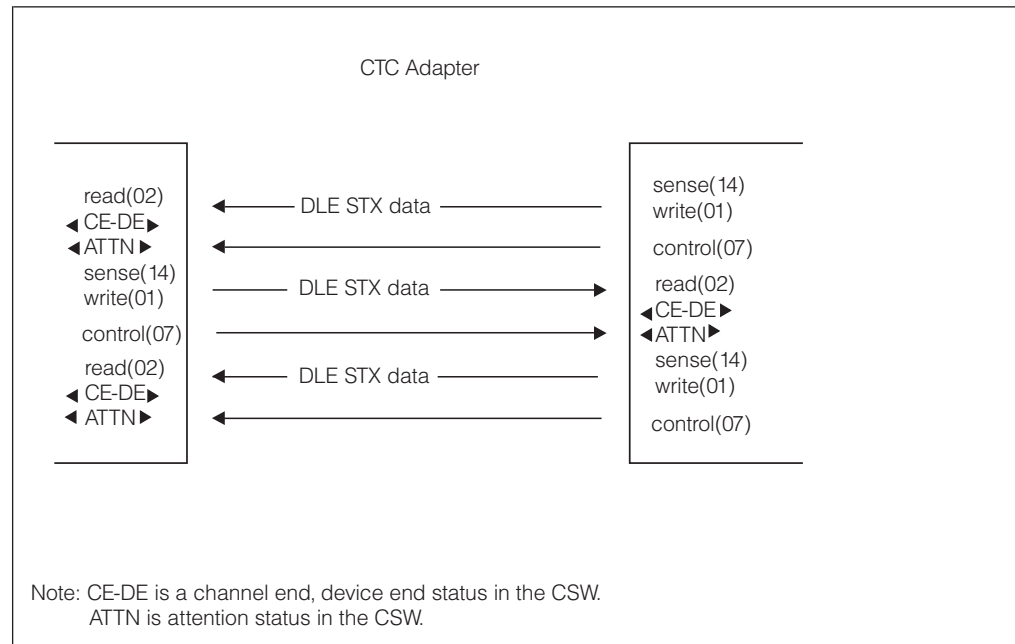 CTC Adapter
read(02)
CE-DE
ATTN
sense(14)
write(01)
control(07)
read(02)
CE-DE
ATTN
DLE STX data
DLE STX data
DLE STX data
sense(14)
write(01)
control(07)
read(02)
CE-DE
ATTN
sense(14)
write(01)
control(07)
Note: CE-DE is a channel end, device end status in the CSW.
ATTN is attention status in the CSW.